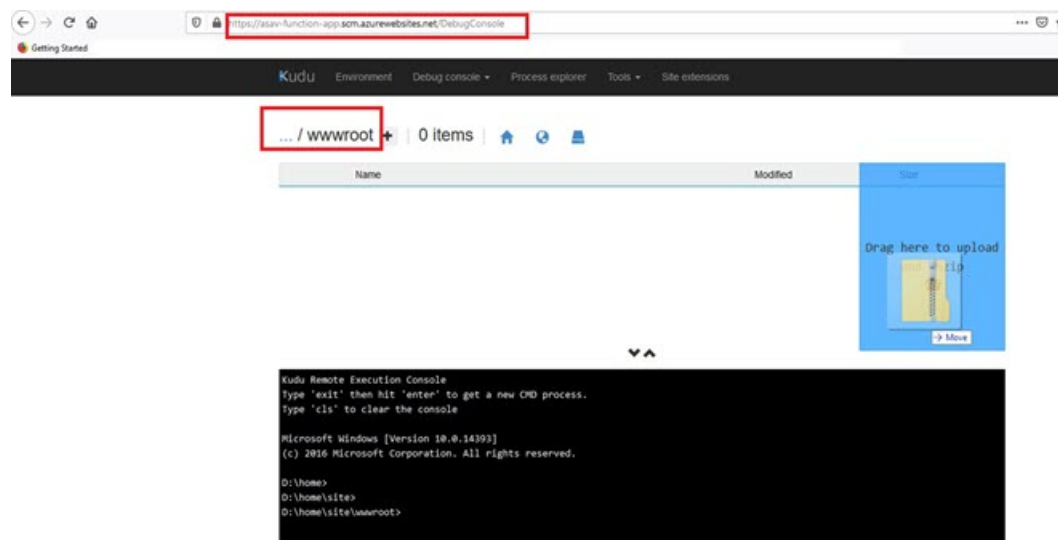 https://asav-function-app.scm.azurewebsites.net/DebugConsole
Getting Started
Kudu Environment Debug console Process explorer Tools Site extensions
... / wwwroot + | 0 items |
Name Modified Size
Drag here to upload
zip
Move
Kudu Remote Execution Console
Type 'exit' then hit 'enter' to get a new CMD process.
Type 'cls' to clear the console
Microsoft Windows [Version 10.0.14393]
(c) 2016 Microsoft Corporation. All rights reserved.
D:\home>
D:\home\site>
D:\home\site\wwwroot>